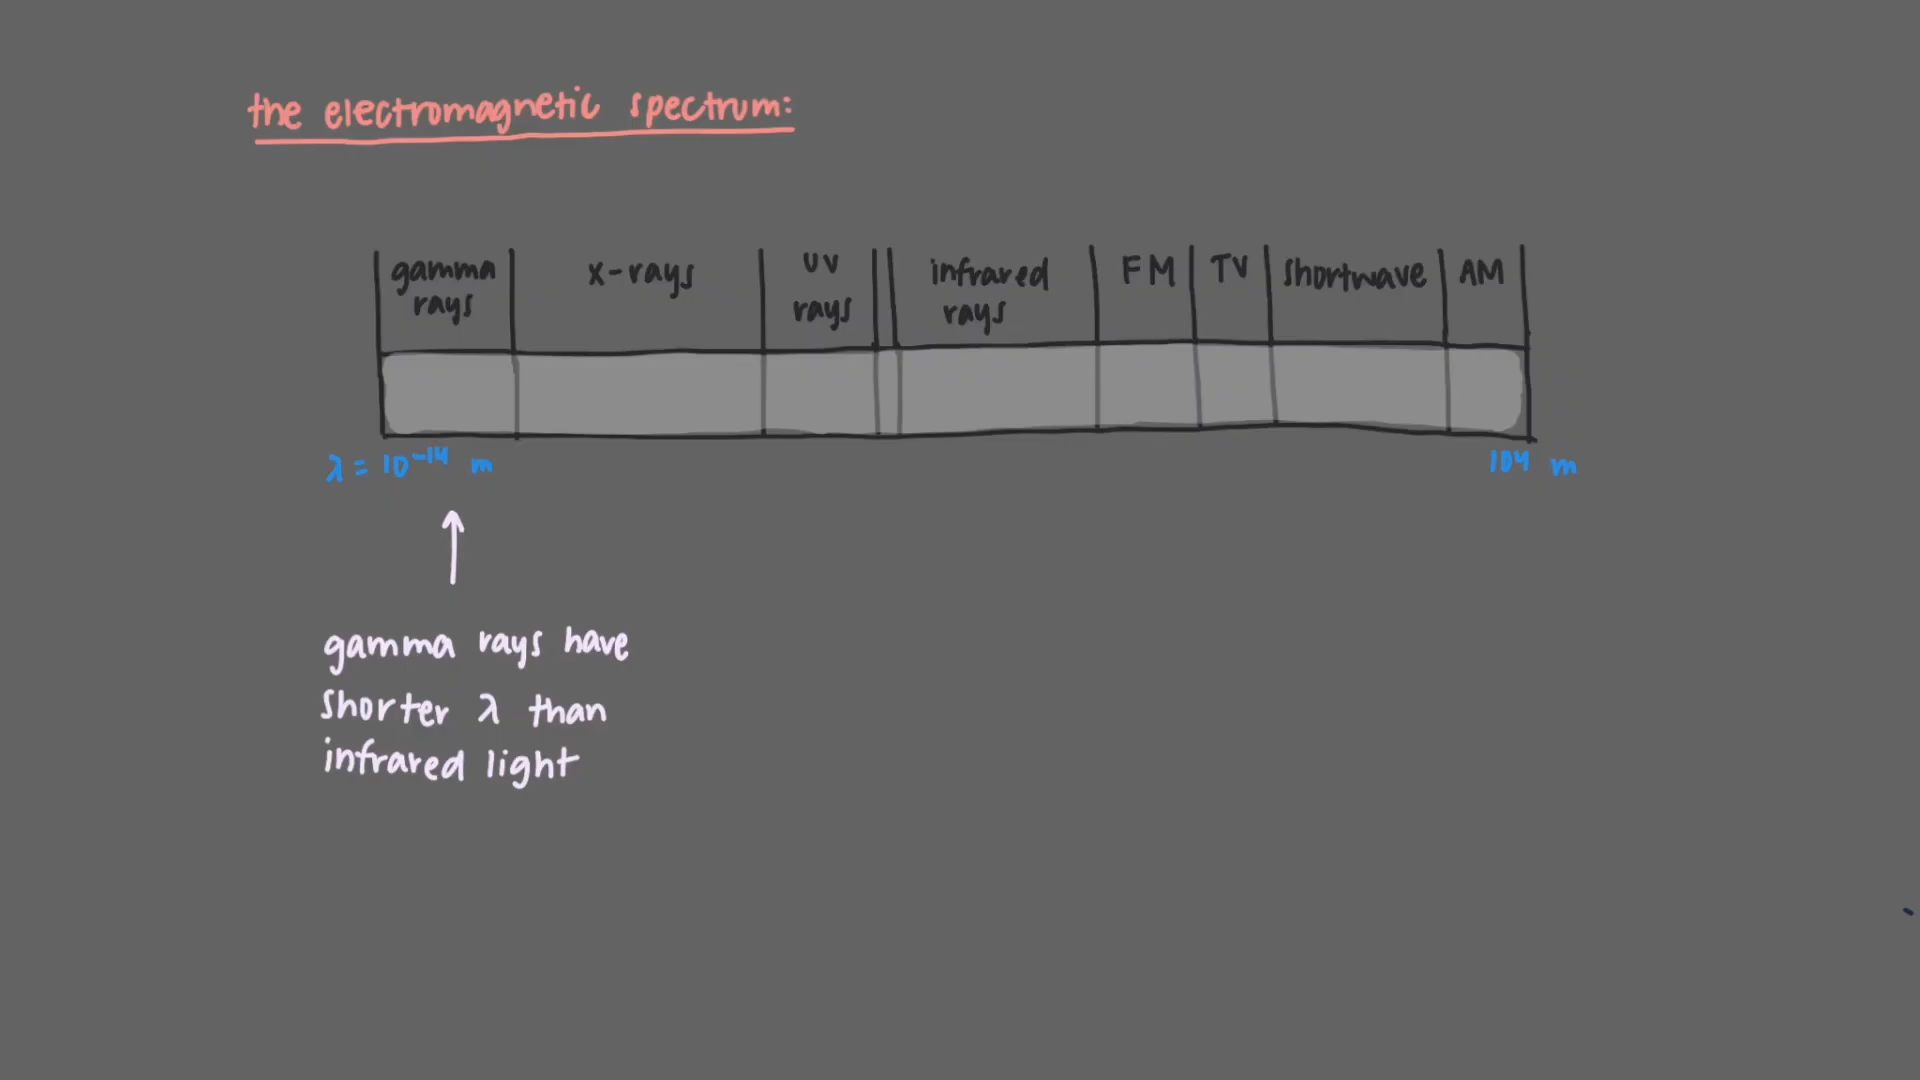 the electromagnetic spectrum:
gamma rays
x-rays
UV rays
infrared rays
FM
TV
shortwave
AM
λ = 10⁻¹⁴ m
10⁴ m
gamma rays have
shorter λ than
infrared light